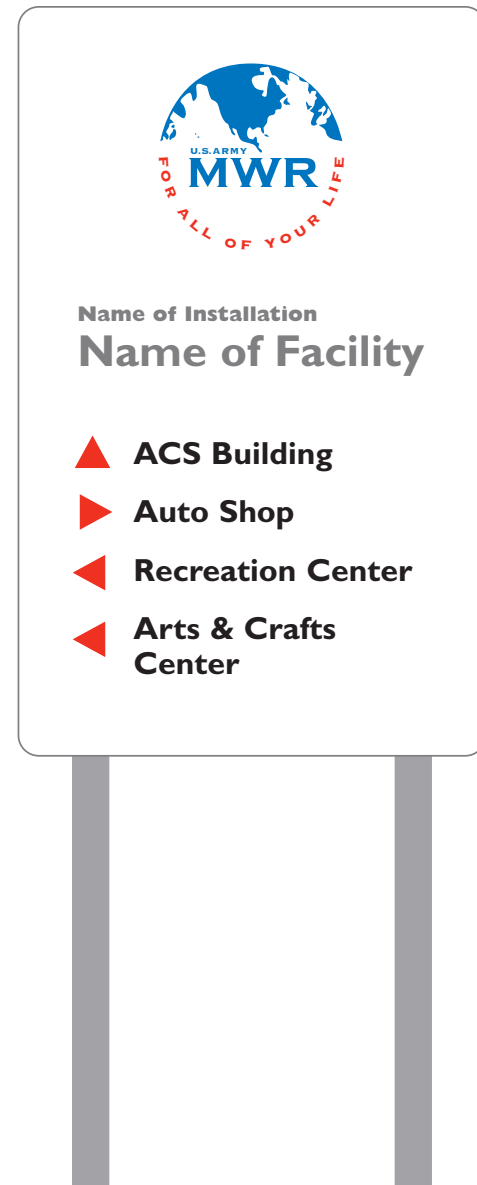 U.S.ARMY
MWR
FOR ALL OF YOUR LIFE
Name of Installation
Name of Facility
ACS Building
Auto Shop
Recreation Center
Arts & Crafts
Center